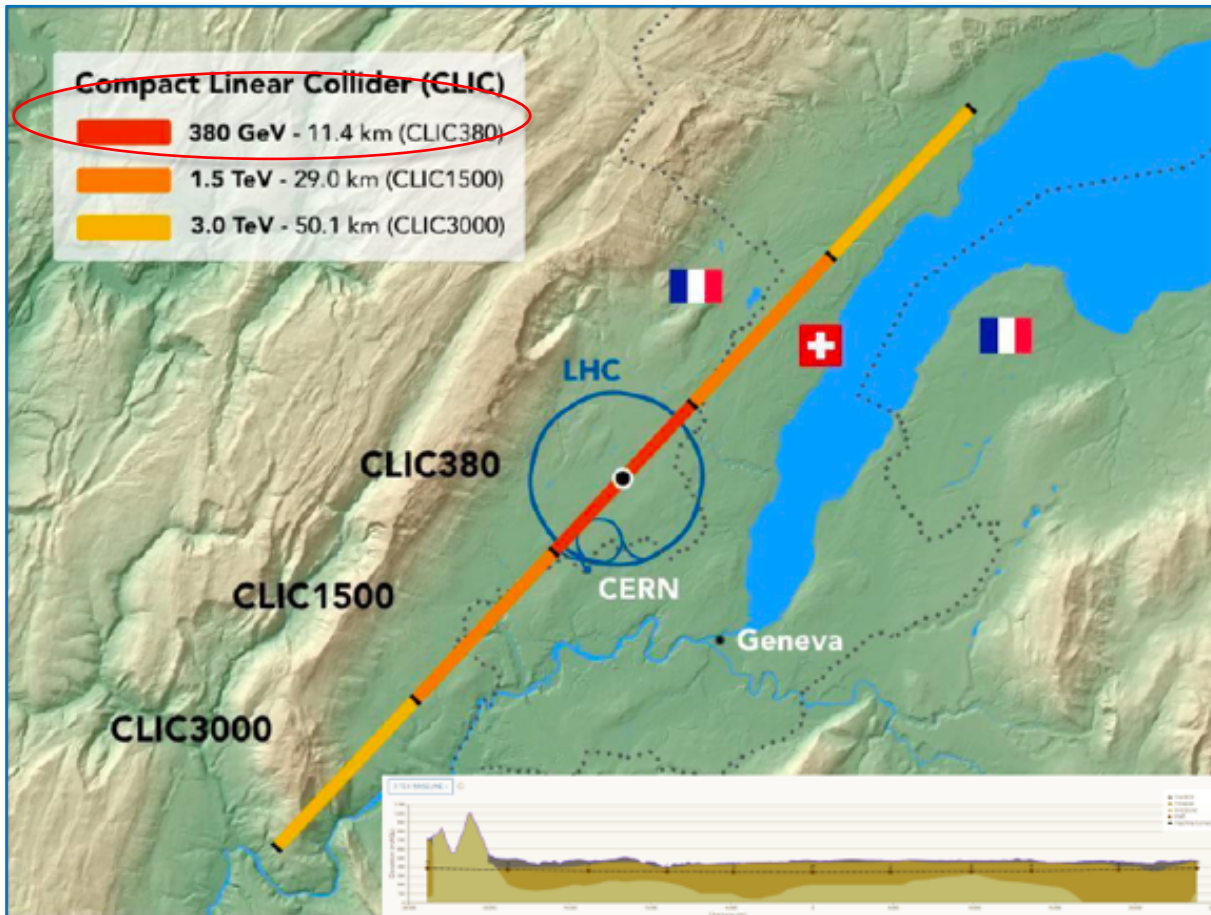 Compact Linear Collider (CLIC)
380 GeV - 11.4 km (CLIC380)
1.5 TeV - 29.0 km (CLIC1500)
3.0 TeV - 50.1 km (CLIC3000)
LHC
CLIC380
CERN
CLIC1500
Geneva
CLIC3000